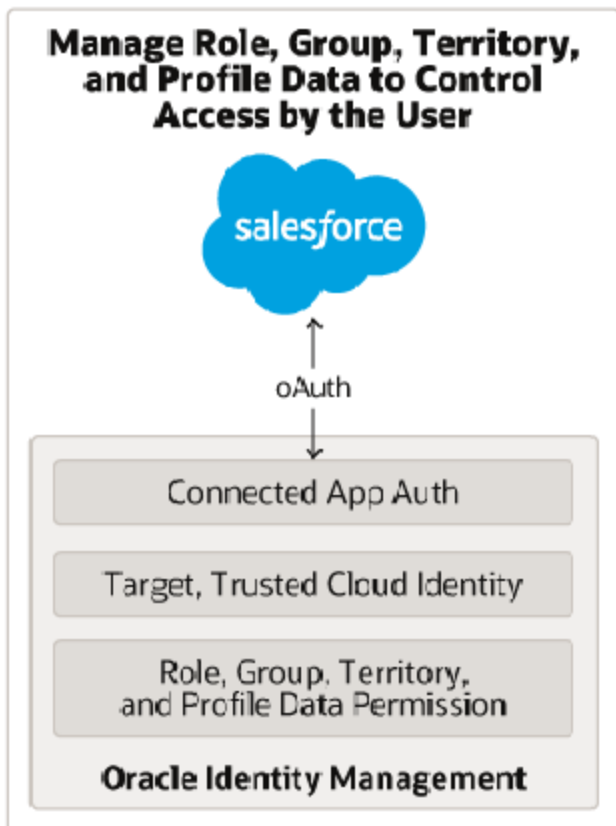 Manage Role, Group, Territory,
and Profile Data to Control
Access by the User
salesforce
oAuth
Connected App Auth
Target, Trusted Cloud Identity
Role, Group, Territory,
and Profile Data Permission
Oracle Identity Management